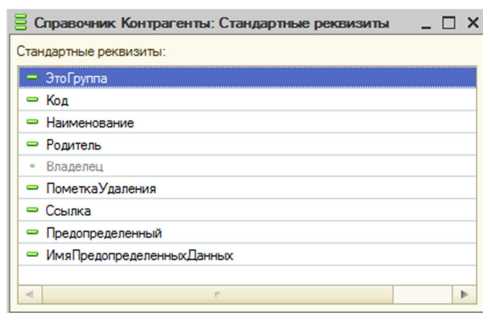 Справочник Контрагенты: Стандартные реквизиты
Стандартные реквизиты:
ЭтоГруппа
Код
Наименование
Родитель
Владелец
ПометкаУдаления
Ссылка
Предопределенный
ИмяПредопределенныхДанных